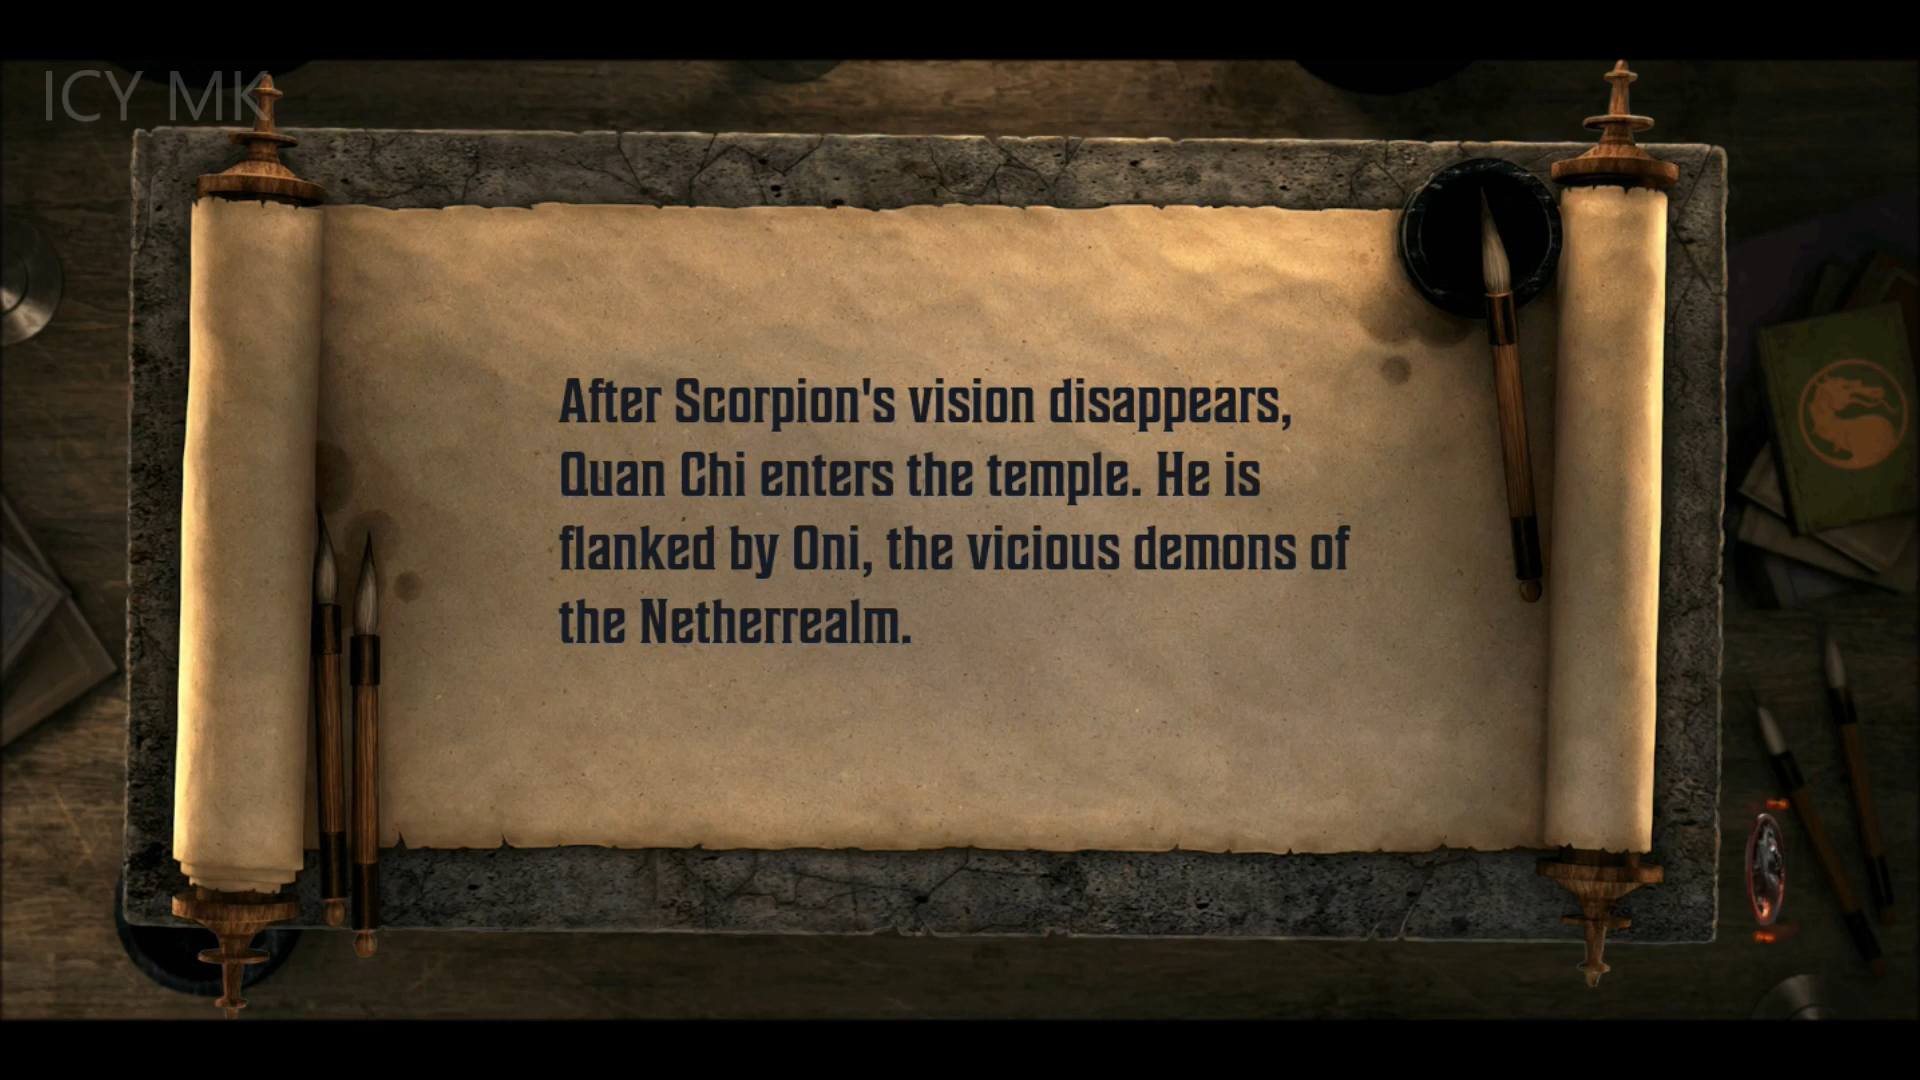 ICY MK
After Scorpion's vision disappears,
Quan Chi enters the temple. He is
flanked by Oni, the vicious demons of
the Netherrealm.